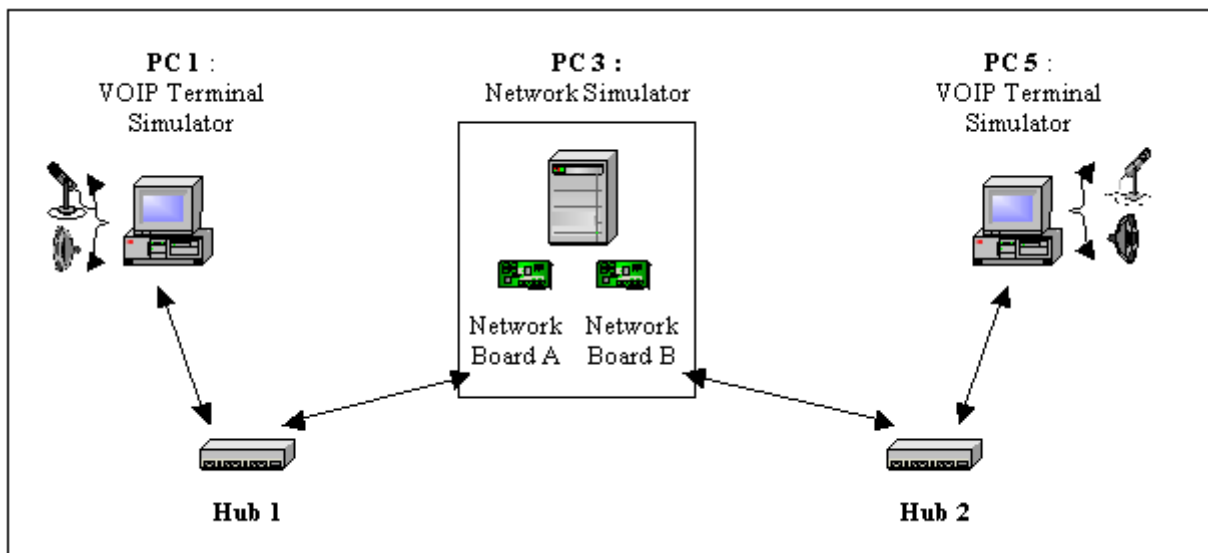 PC 1 :
VOIP Terminal
Simulator
PC 3 :
Network Simulator
PC 5 :
VOIP Terminal
Simulator
Network
Board A
Network
Board B
Hub 1
Hub 2